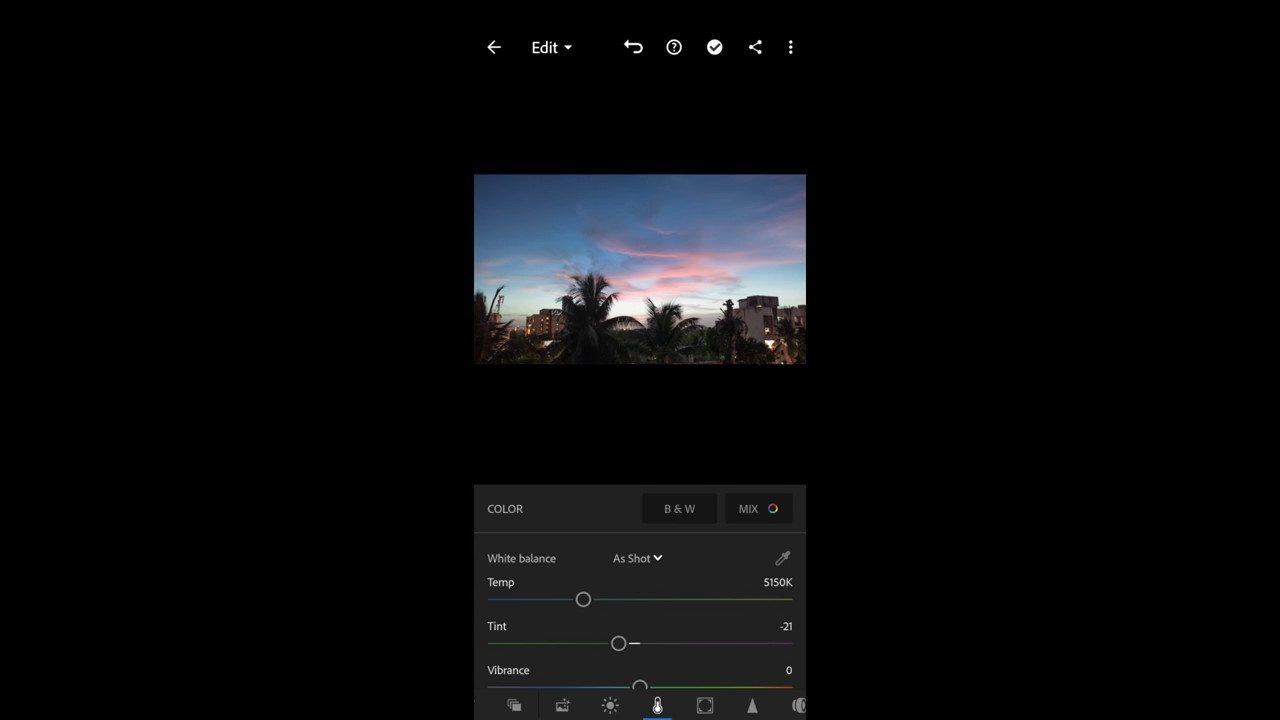 Edit
COLOR B & W MIX
White balance As Shot
Temp 5150K
Tint -21
Vibrance 0